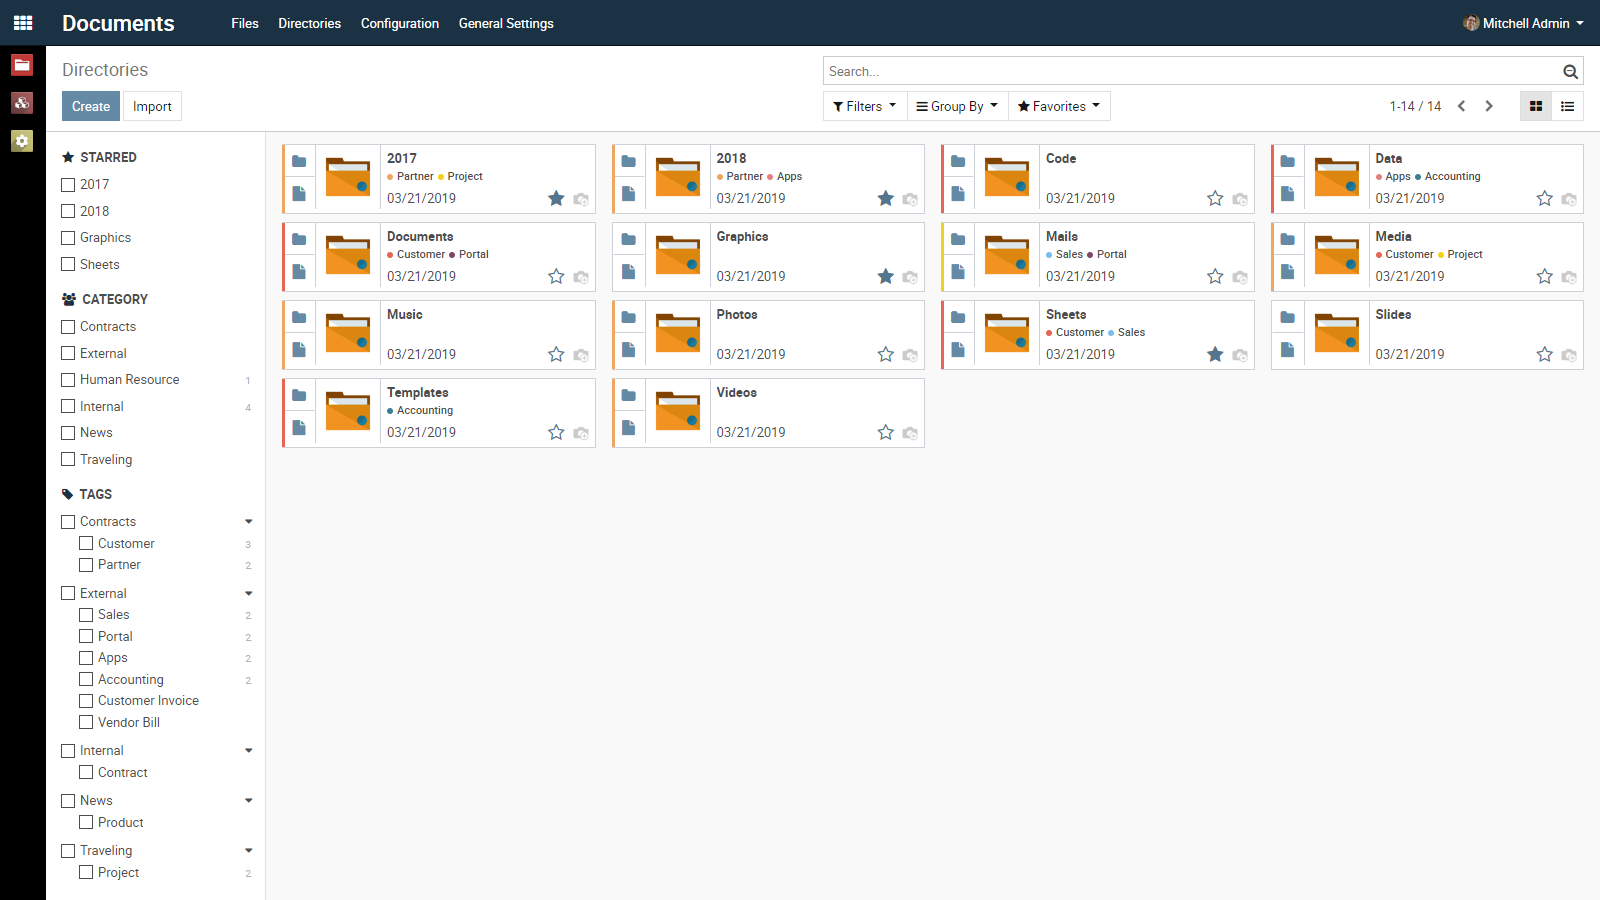 Documents Files Directories Configuration General Settings Mitchell Admin
Directories
Search...
Create Import
Filters Group By Favorites 1-14 / 14
STARRED
2017
2018
Graphics
Sheets
CATEGORY
Contracts
External
Human Resource 1
Internal 4
News
Traveling
TAGS
Contracts
Customer 3
Partner 2
External
Sales 2
Portal 2
Apps 2
Accounting 2
Customer Invoice
Vendor Bill
Internal
Contract
News
Product
Traveling
Project 2
2017
Partner Project
03/21/2019
2018
Partner Apps
03/21/2019
Code
03/21/2019
Data
Apps Accounting
03/21/2019
Documents
Customer Portal
03/21/2019
Graphics
03/21/2019
Mails
Sales Portal
03/21/2019
Media
Customer Project
03/21/2019
Music
03/21/2019
Photos
03/21/2019
Sheets
Customer Sales
03/21/2019
Slides
03/21/2019
Templates
Accounting
03/21/2019
Videos
03/21/2019